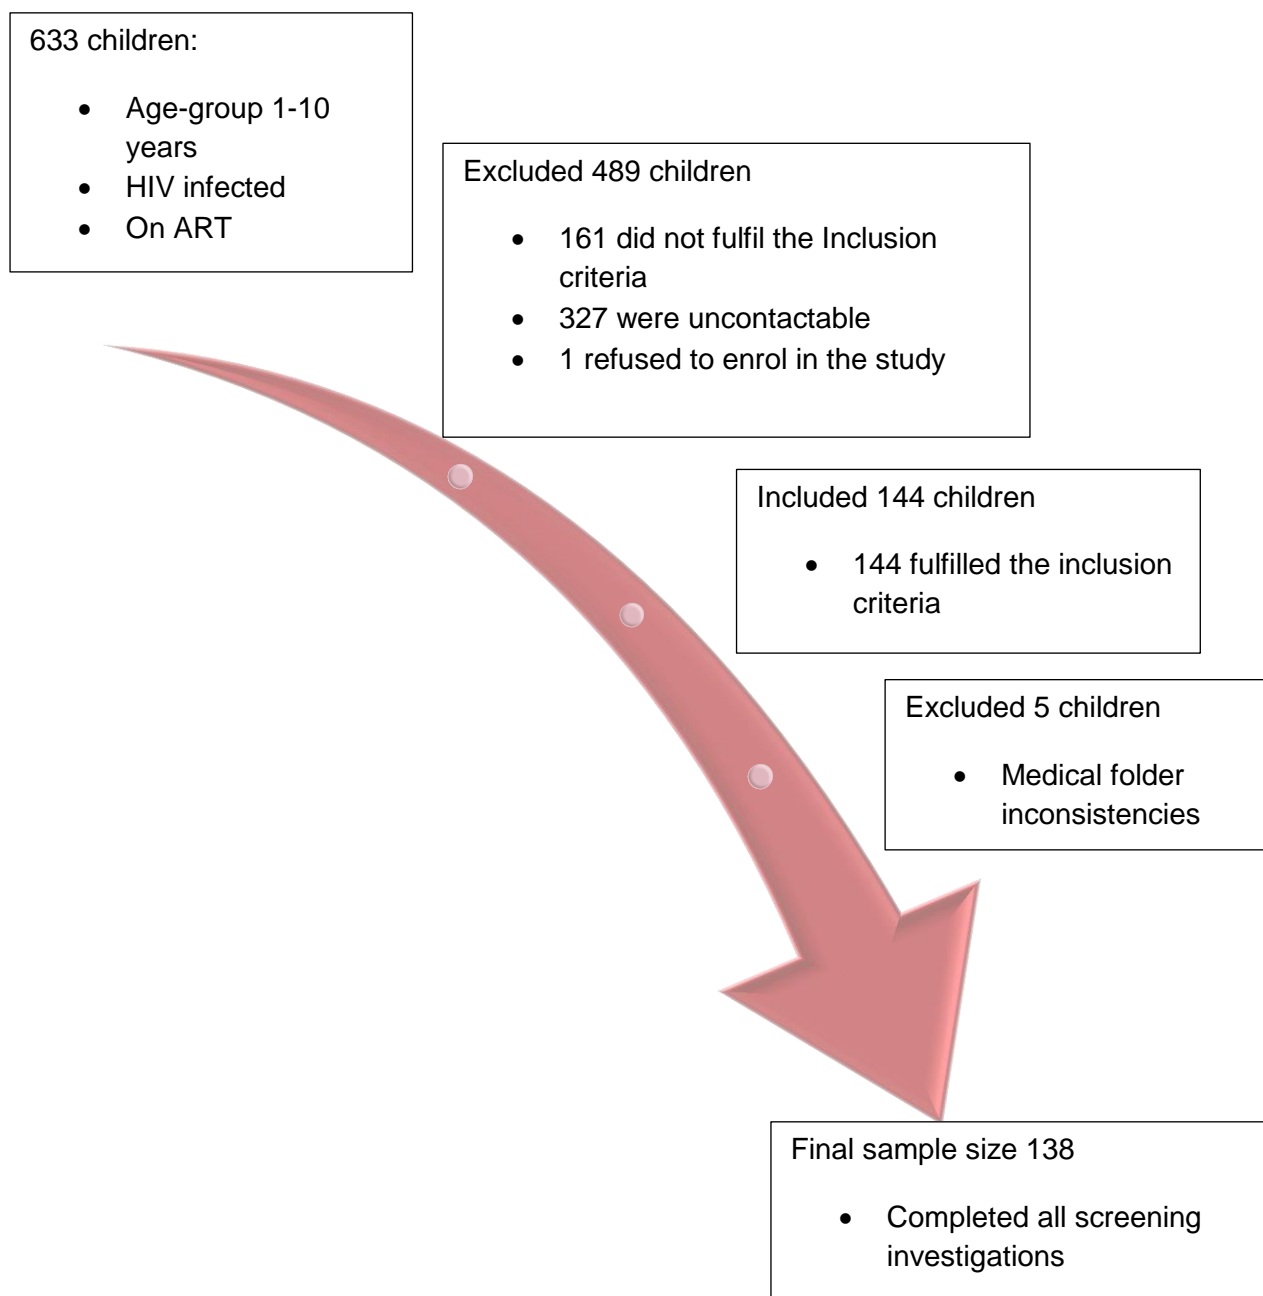 633 children:
• Age-group 1-10
years
• HIV infected
• On ART
Excluded 489 children
• 161 did not fulfil the Inclusion
criteria
• 327 were uncontactable
• 1 refused to enrol in the study
Included 144 children
• 144 fulfilled the inclusion
criteria
Excluded 5 children
• Medical folder
inconsistencies
Final sample size 138
• Completed all screening
investigations